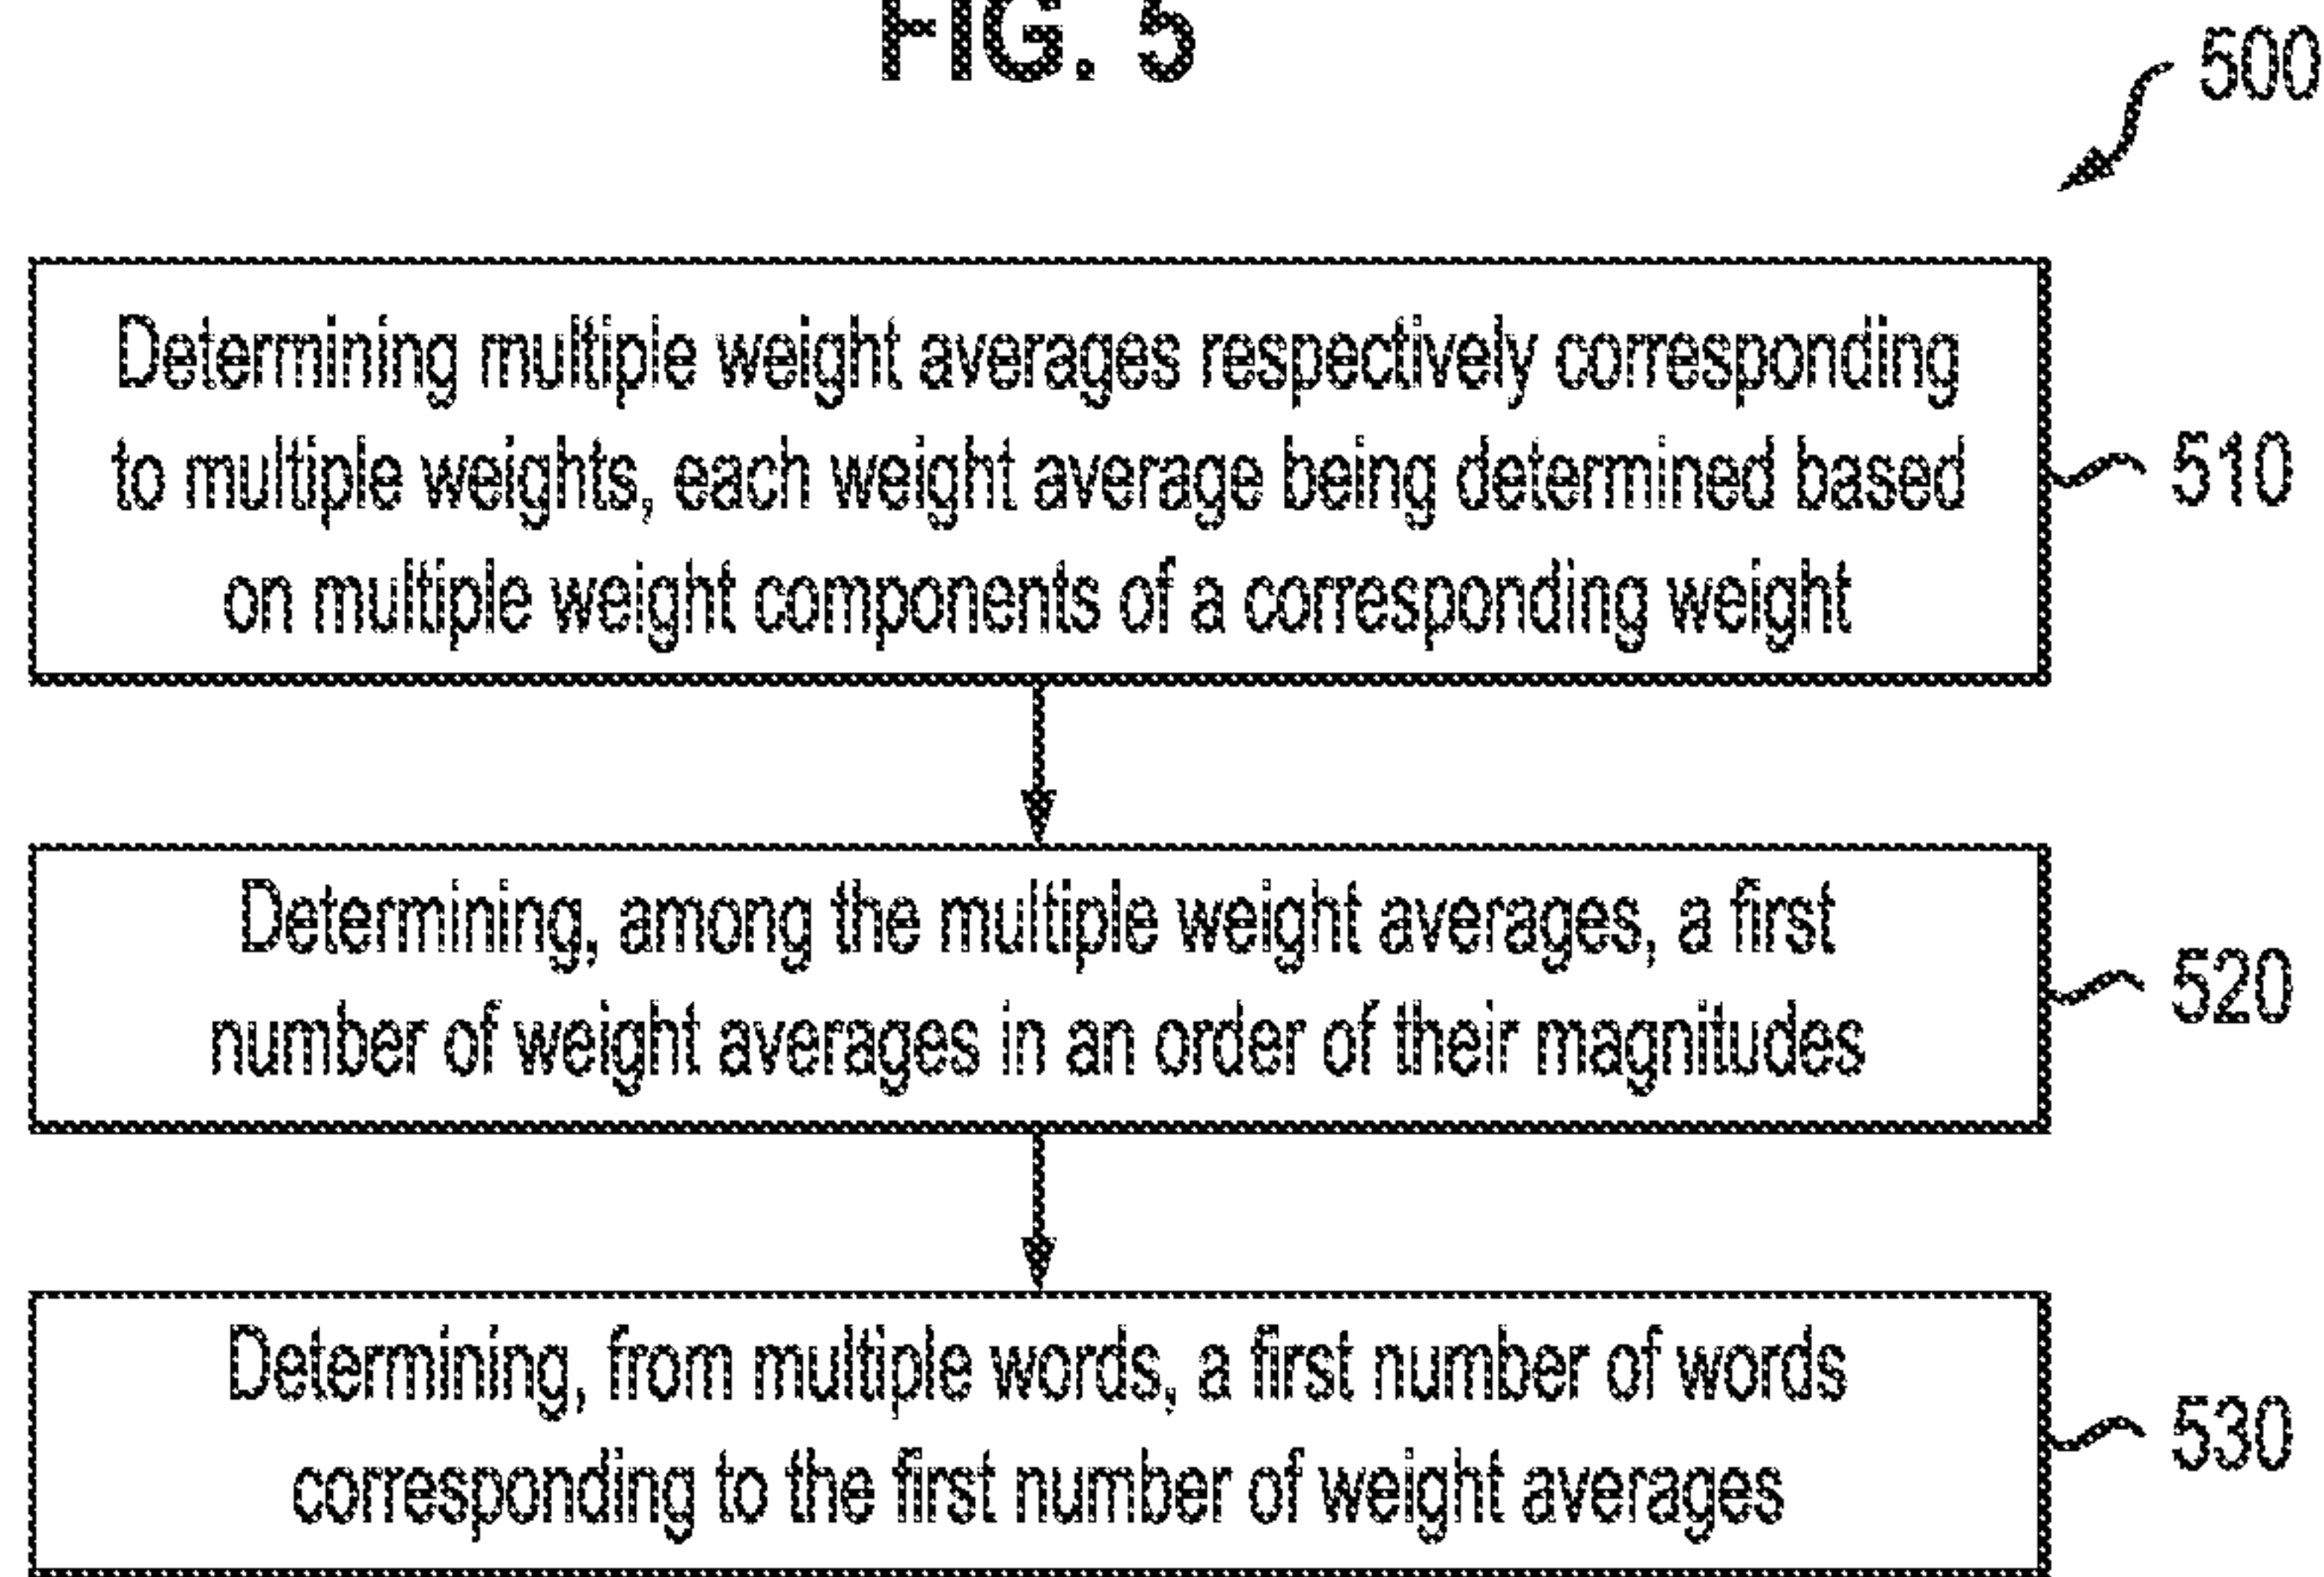 FIG. 5
500
Determining multiple weight averages respectively corresponding
to multiple weights, each weight average being determined based
on multiple weight components of a corresponding weight
510
Determining, among the multiple weight averages, a first
number of weight averages in an order of their magnitudes
520
Determining, from multiple words, a first number of words
corresponding to the first number of weight averages
530